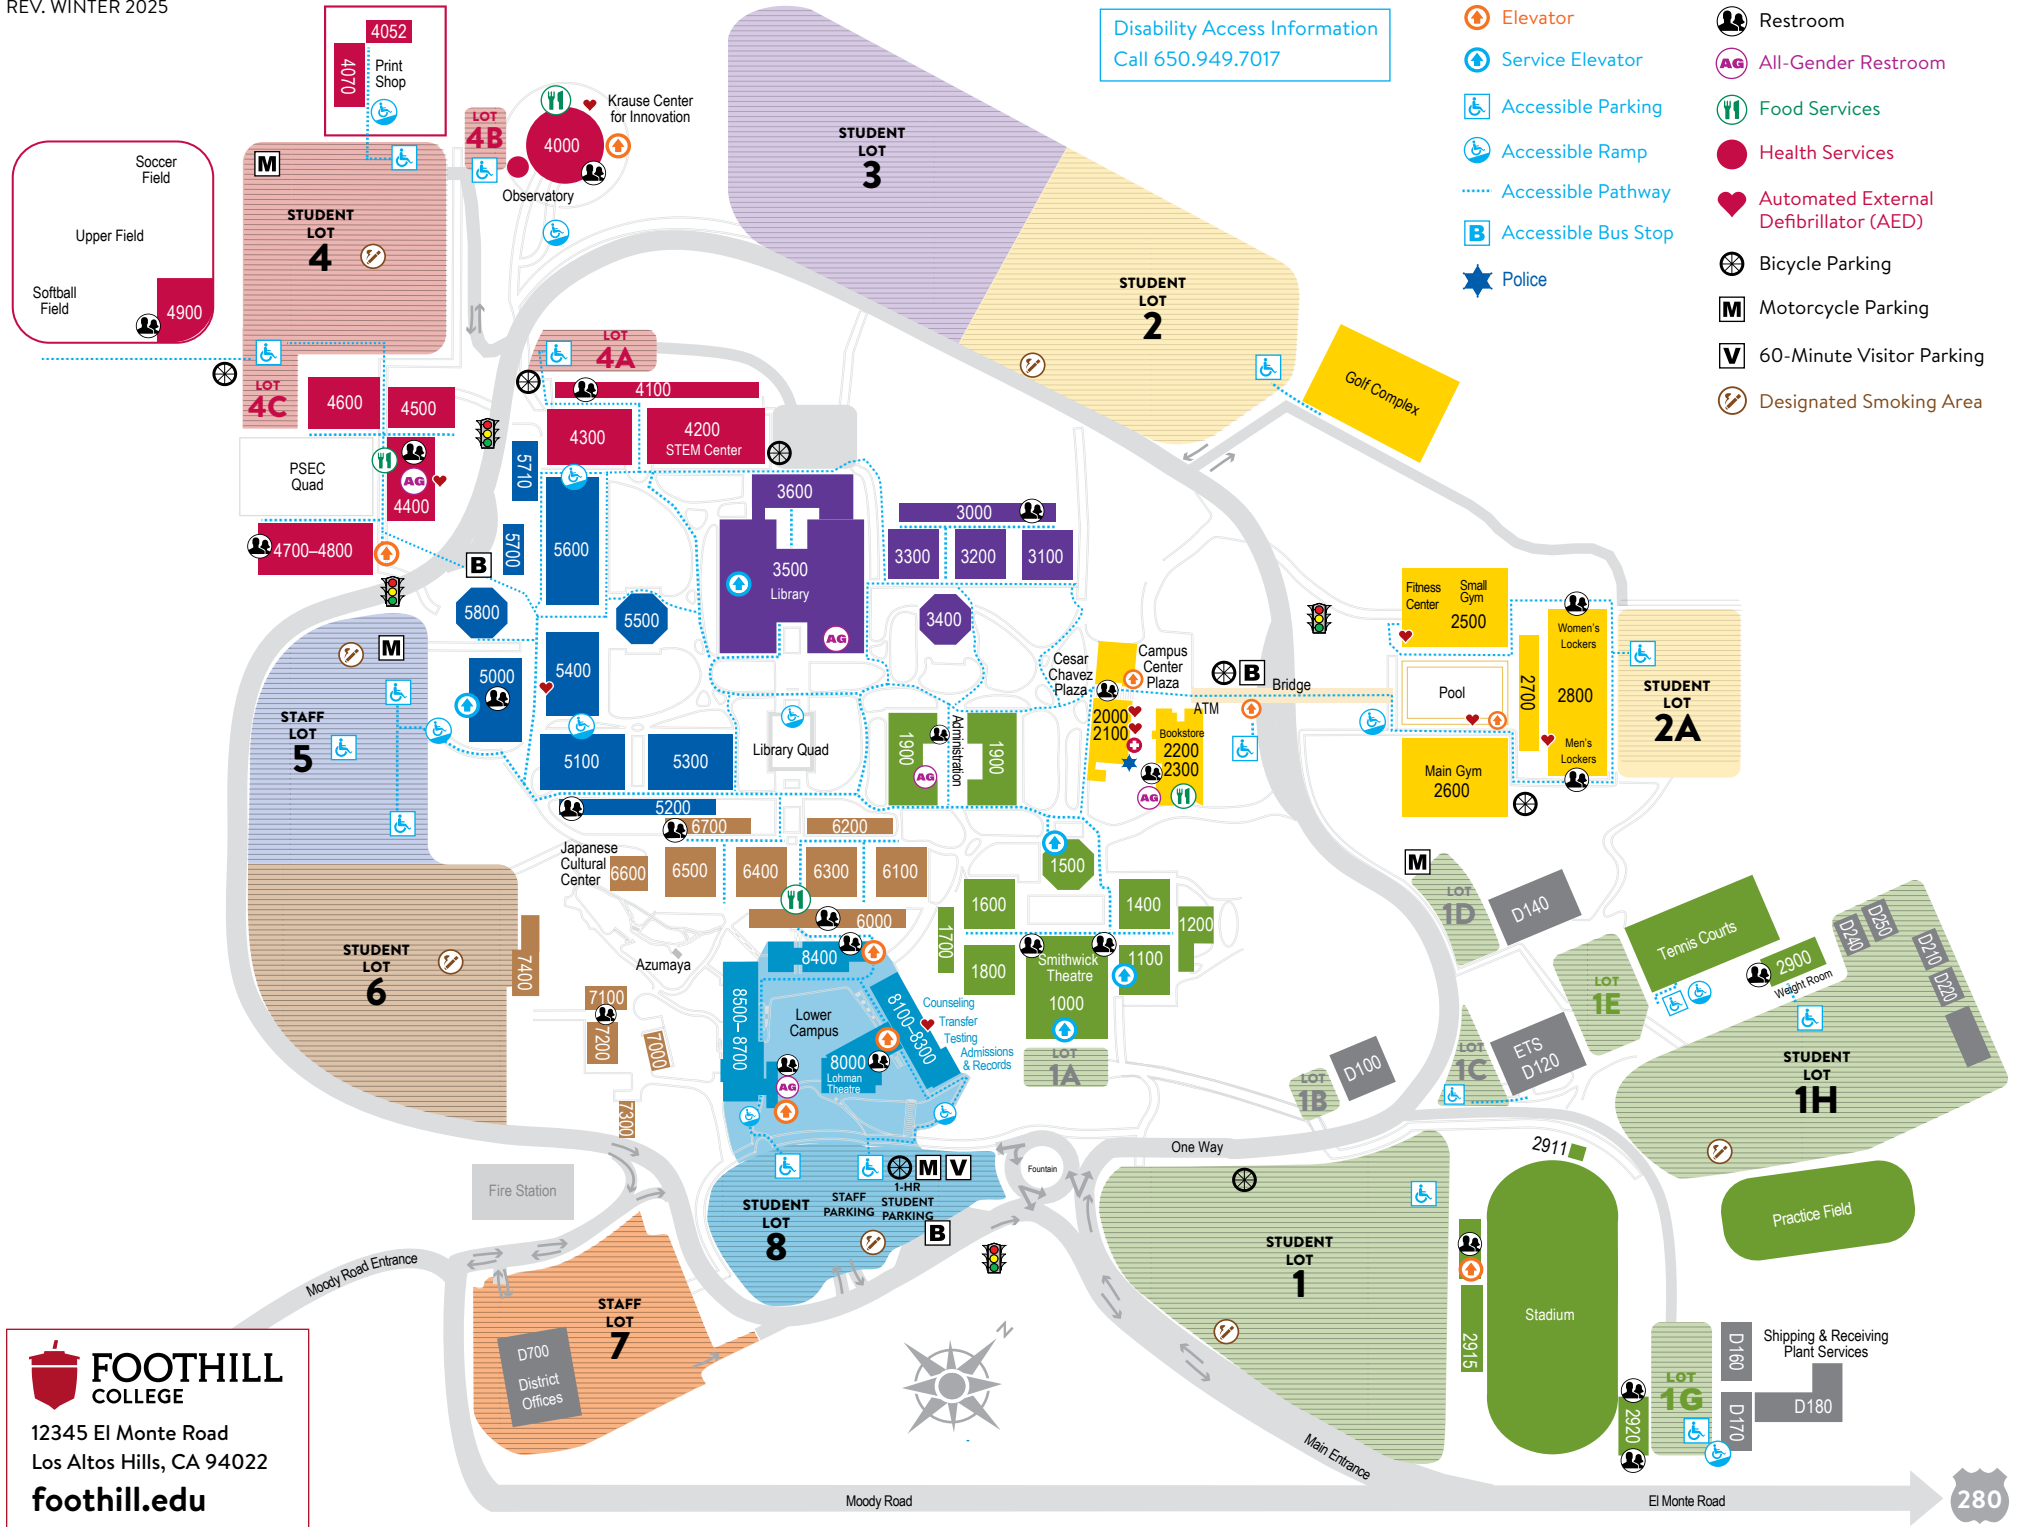 REV. WINTER 2025
4052
4070
Print
Shop
LOT
4B
4000
Krause Center
for Innovation
Observatory
Disability Access Information
Call 650.949.7017
Elevator
Service Elevator
Accessible Parking
Accessible Ramp
Accessible Pathway
B
Accessible Bus Stop
Police
Restroom
AG
All-Gender Restroom
Food Services
Health Services
Automated External
Defibrillator (AED)
Bicycle Parking
M
Motorcycle Parking
V
60-Minute Visitor Parking
Designated Smoking Area
Soccer
Field
Upper Field
Softball
Field
4900
M
STUDENT
LOT
4
STUDENT
LOT
3
STUDENT
LOT
2
Golf Complex
LOT
4A
LOT
4C
4600
4500
4100
4300
4200
STEM Center
PSEC
Quad
AG
4400
4700–4800
5710
5700
5600
B
5800
5500
3600
3500
Library
AG
3000
3300
3200
3100
3400
M
STAFF
LOT
5
5000
5400
5100
5300
5200
Library Quad
1900
Administration
1900
AG
Cesar
Chavez
Plaza
Campus
Center
Plaza
2000
2100
ATM
Bookstore
2200
2300
AG
B
Bridge
Fitness
Center
Small
Gym
2500
Pool
2700
Women's
Lockers
2800
Men's
Lockers
Main Gym
2600
STUDENT
LOT
2A
6700
6200
Japanese
Cultural
Center
6600
6500
6400
6300
6100
6000
1500
1600
1400
1200
1700
1800
1100
Smithwick
Theatre
1000
LOT
1A
STUDENT
LOT
6
7400
Azumaya
7100
7200
7000
7300
8400
8500–8700
Lower
Campus
8000
Lohman
Theatre
8100–8300
AG
Counseling
Transfer
Testing
Admissions
& Records
M
LOT
1D
D140
LOT
1E
Tennis Courts
2900
Weight Room
D240
D250
D210
D220
LOT
1C
ETS
D120
LOT
1B
D100
STUDENT
LOT
1H
Fire Station
STUDENT
LOT
8
STAFF
PARKING
M
V
1-HR
STUDENT
PARKING
B
Fountain
One Way
2911
STUDENT
LOT
1
2915
Stadium
Practice Field
Moody Road Entrance
STAFF
LOT
7
D700
District
Offices
N
2920
LOT
1G
D160
D170
Shipping & Receiving
Plant Services
D180
Main Entrance
Moody Road
El Monte Road
280
FOOTHILL
COLLEGE
12345 El Monte Road
Los Altos Hills, CA 94022
foothill.edu